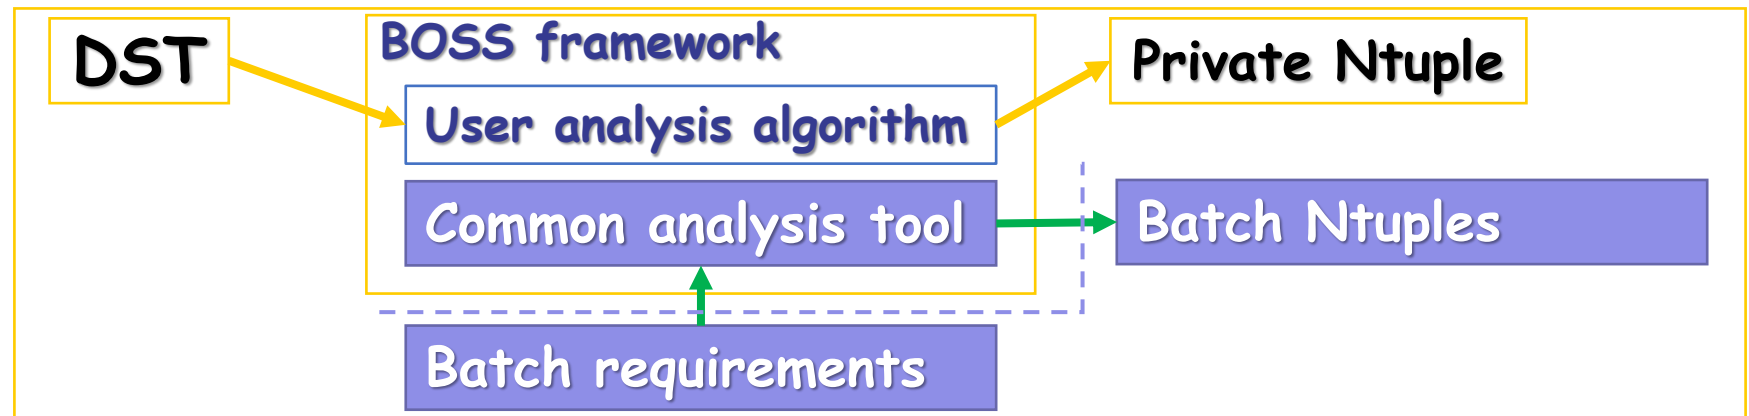 DST
BOSS framework
Private Ntuple
User analysis algorithm
Common analysis tool
Batch Ntuples
Batch requirements